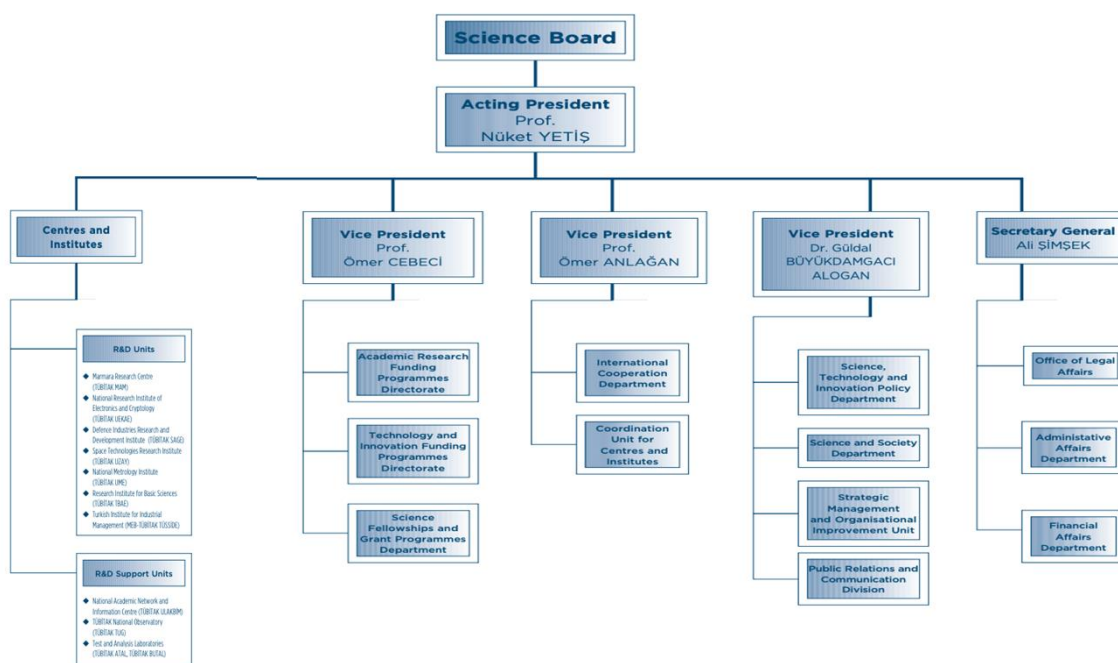 Science Board
Acting President
Prof.
Nüket YETİŞ
Centres and
Institutes
R&D Units
◆ Marmara Research Centre
(TÜBİTAK MAM)
◆ National Research Institute of
Electronics and Cryptology
(TÜBİTAK UEKAE)
◆ Defence Industries Research and
Development Institute (TÜBİTAK SAGE)
◆ Space Technologies Research Institute
(TÜBİTAK UZAY)
◆ National Metrology Institute
(TÜBİTAK UME)
◆ Research Institute for Basic Sciences
(TÜBİTAK TBAE)
◆ Turkish Institute for Industrial
Management (MEB-TÜBİTAK TÜSSİDE)
R&D Support Units
◆ National Academic Network and
Information Centre (TÜBİTAK ULAKBİM)
◆ TÜBİTAK National Observatory
(TÜBİTAK TUG)
◆ Test and Analysis Laboratories
(TÜBİTAK ATAL, TÜBİTAK BUTAL)
Vice President
Prof.
Ömer CEBECİ
Academic Research
Funding
Programmes
Directorate
Technology and
Innovation Funding
Programmes
Directorate
Science
Fellowships and
Grant Programmes
Department
Vice President
Prof.
Ömer ANLAĞAN
International
Cooperation
Department
Coordination
Unit for
Centres and
Institutes
Vice President
Dr. Güldal
BÜYÜKDAMGACI
ALOGAN
Science,
Technology and
Innovation Policy
Department
Science and Society
Department
Strategic
Management
and Organisational
Improvement Unit
Public Relations and
Communication
Division
Secretary General
Ali ŞİMŞEK
Office of Legal
Affairs
Administative
Affairs
Department
Financial
Affairs
Department